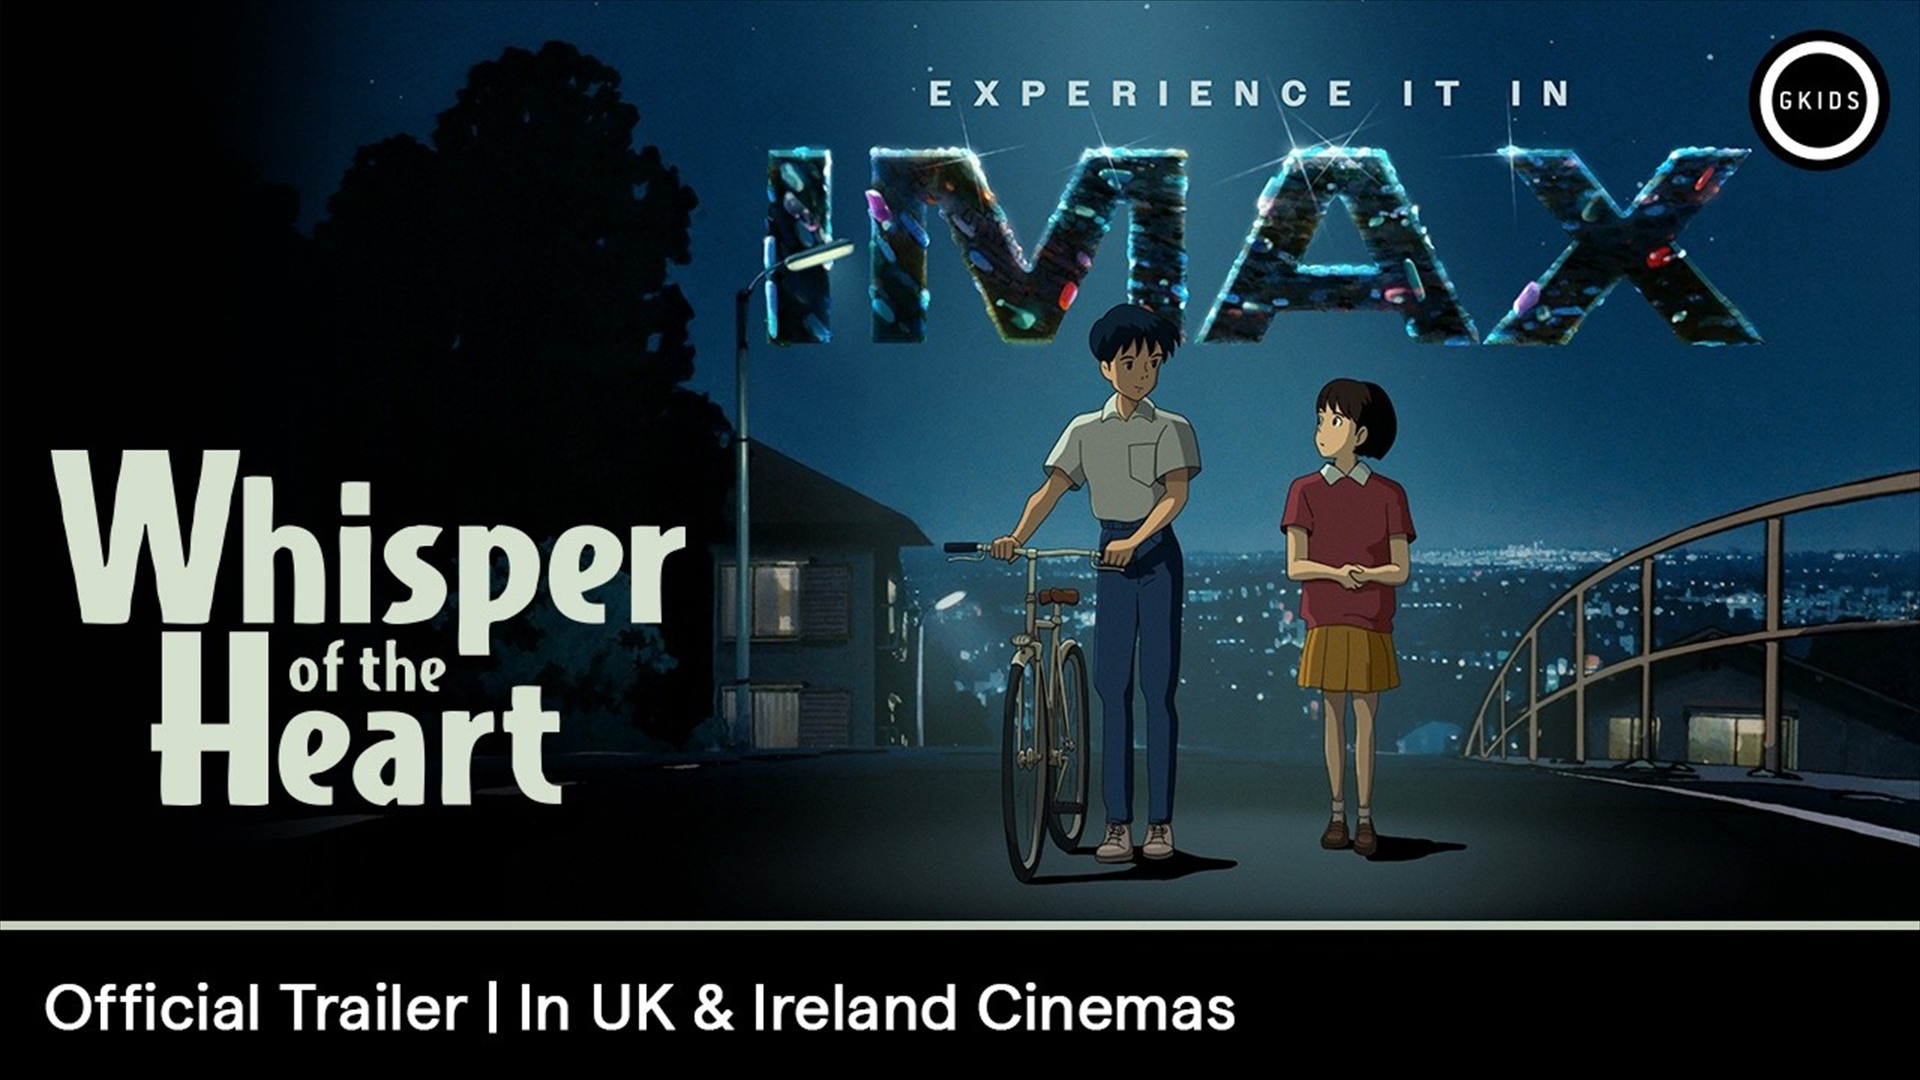 EXPERIENCE IT IN
IMAX
GKIDS
Whisper
of the
Heart
Official Trailer | In UK & Ireland Cinemas